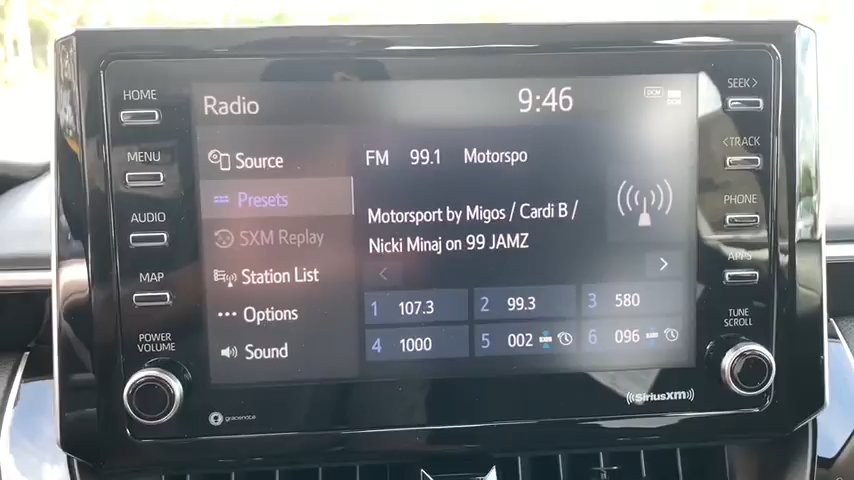 HOME
MENU
AUDIO
MAP
POWER
VOLUME
Radio
9:46
DCM
DCM
Source
Presets
SXM Replay
Station List
Options
Sound
FM 99.1 Motorspo
Motorsport by Migos / Cardi B /
Nicki Minaj on 99 JAMZ
< >
1 107.3
2 99.3
3 580
4 1000
5 002
6 096
SEEK >
< TRACK
PHONE
APPS
TUNE
SCROLL
gracenote
SiriusXM